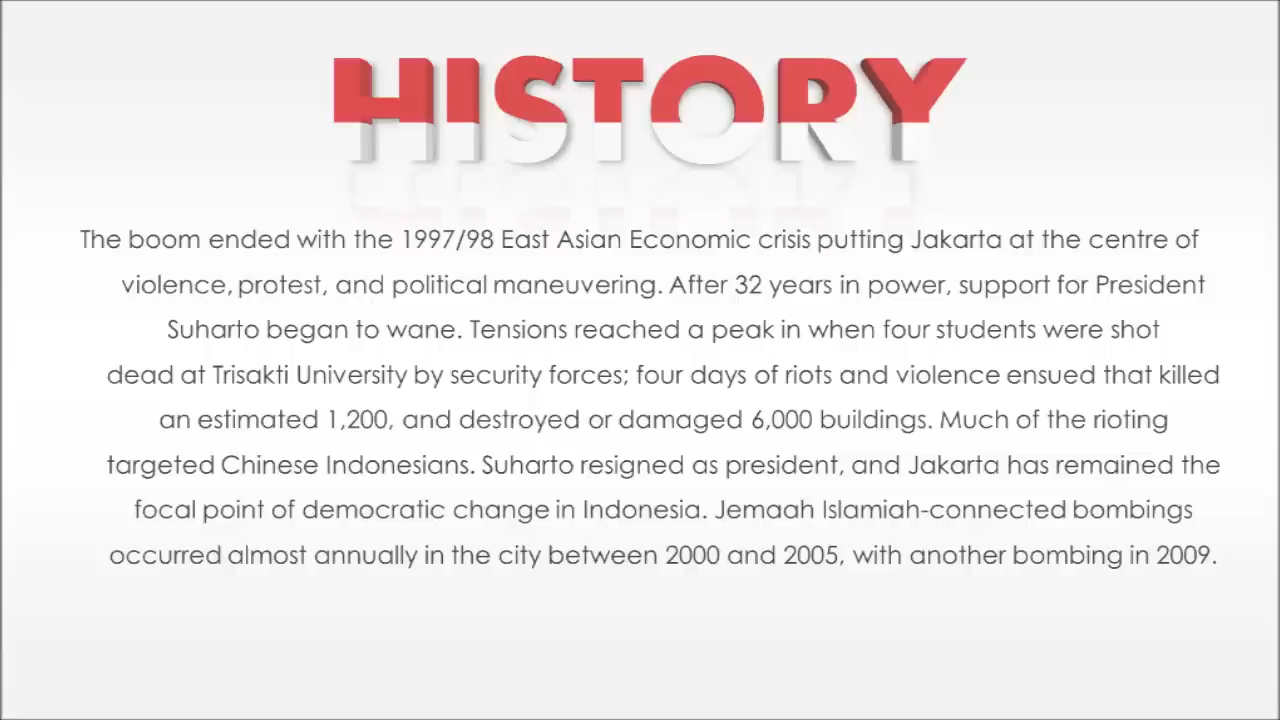 HISTORY
The boom ended with the 1997/98 East Asian Economic crisis putting Jakarta at the centre of
violence, protest, and political maneuvering. After 32 years in power, support for President
Suharto began to wane. Tensions reached a peak in when four students were shot
dead at Trisakti University by security forces; four days of riots and violence ensued that killed
an estimated 1,200, and destroyed or damaged 6,000 buildings. Much of the rioting
targeted Chinese Indonesians. Suharto resigned as president, and Jakarta has remained the
focal point of democratic change in Indonesia. Jemaah Islamiah-connected bombings
occurred almost annually in the city between 2000 and 2005, with another bombing in 2009.